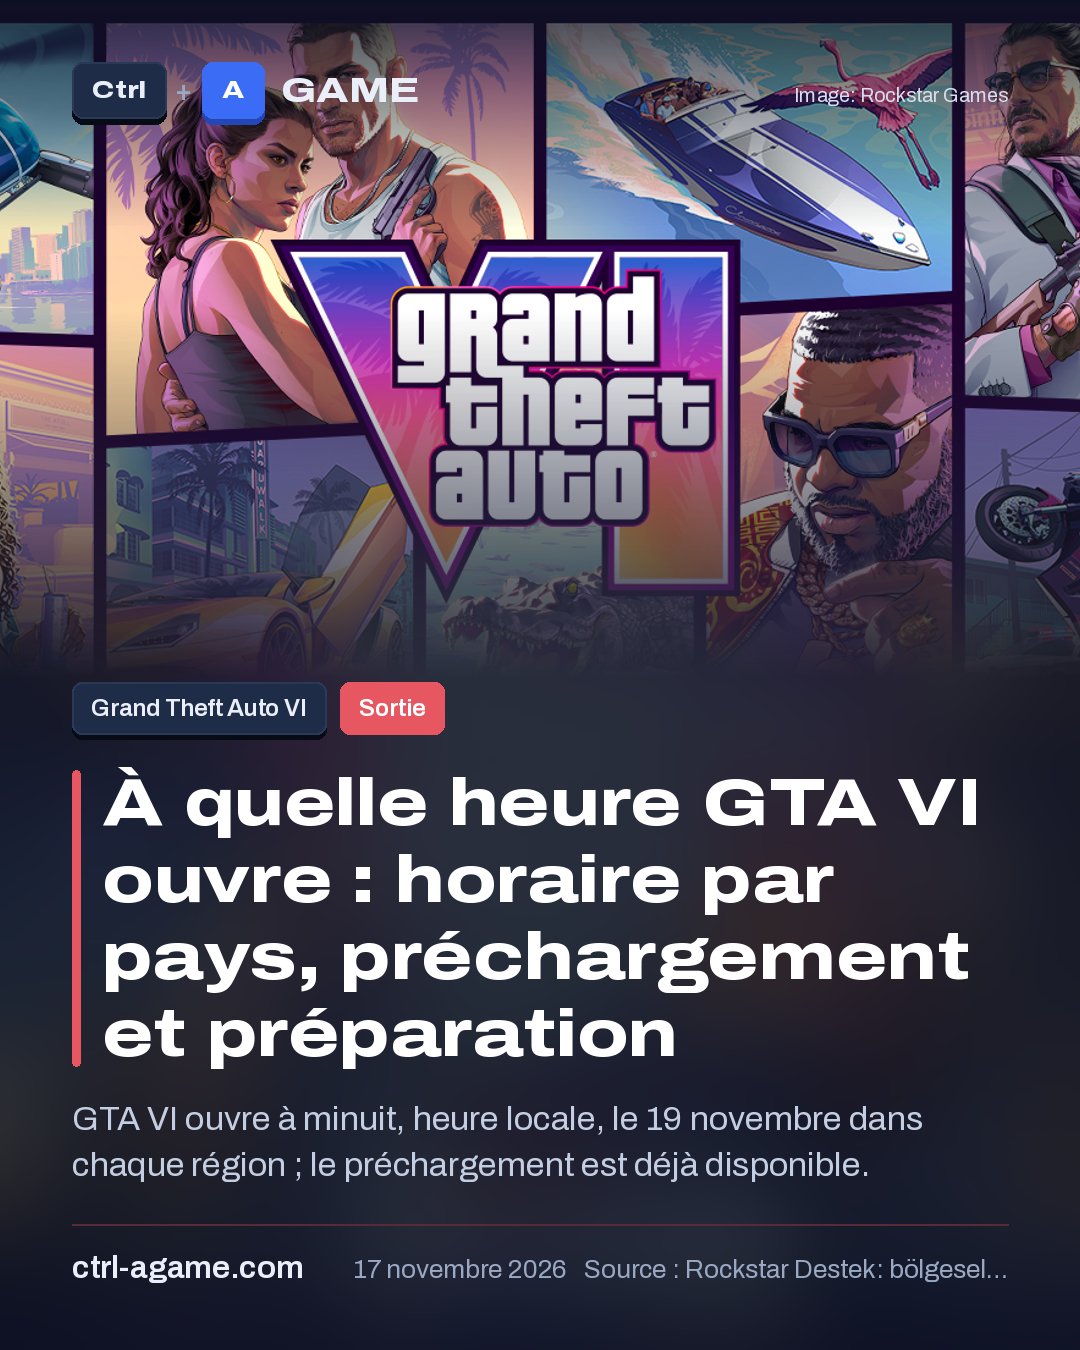 Ctrl + A GAME
Image: Rockstar Games
VI
grand
theft
auto
Grand Theft Auto VI
Sortie
À quelle heure GTA VI
ouvre : horaire par
pays, préchargement
et préparation
GTA VI ouvre à minuit, heure locale, le 19 novembre dans
chaque région ; le préchargement est déjà disponible.
ctrl-agame.com
17 novembre 2026 Source : Rockstar Destek: bölgesel...